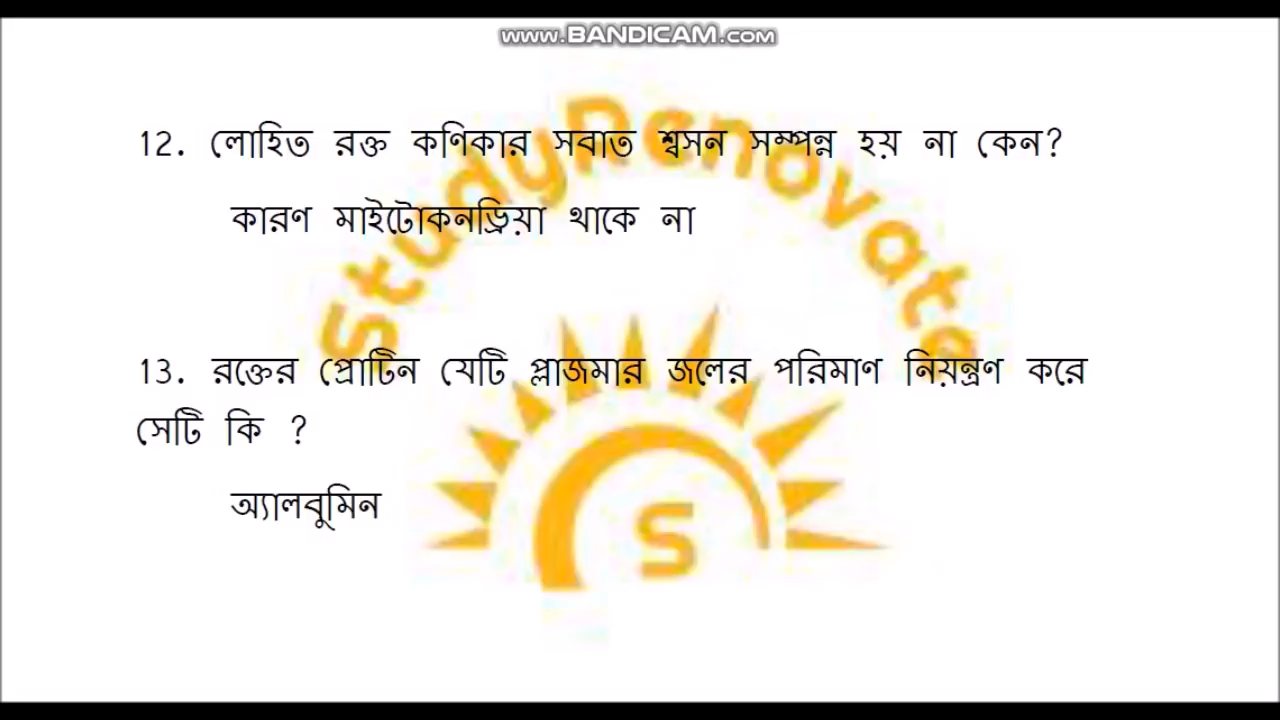 www.BANDICAM.com
StudyRenovate
12. লোহিত রক্ত কণিকার সবাত শ্বসন সম্পন্ন হয় না কেন?
কারণ মাইটোকনড্রিয়া থাকে না
13. রক্তের প্রোটিন যেটি প্লাজমার জলের পরিমাণ নিয়ন্ত্রণ করে
সেটি কি ?
অ্যালবুমিন
S